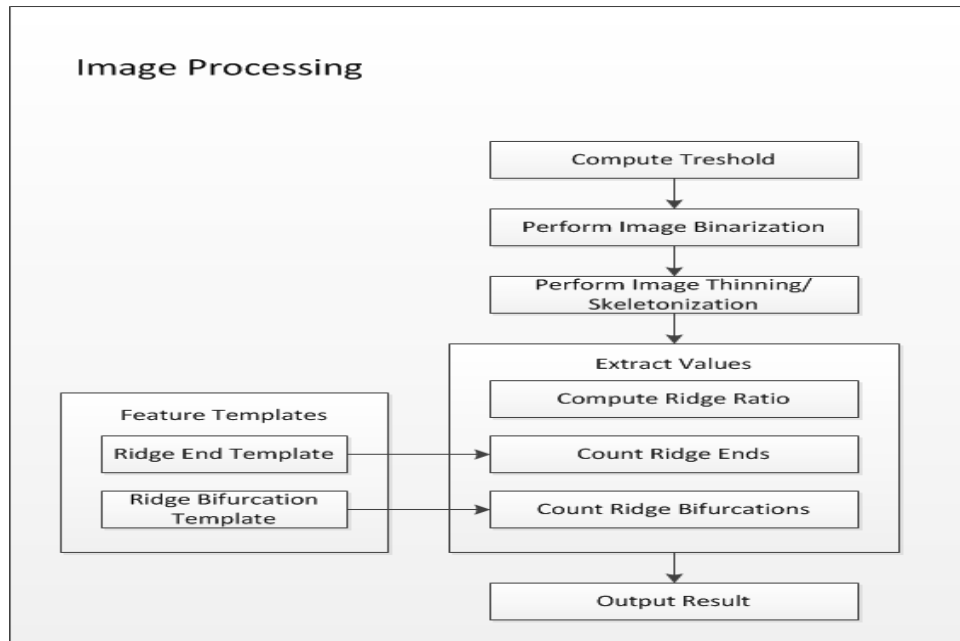 Image Processing
Compute Treshold
Perform Image Binarization
Perform Image Thinning/
Skeletonization
Extract Values
Compute Ridge Ratio
Feature Templates
Ridge End Template
Count Ridge Ends
Ridge Bifurcation
Template
Count Ridge Bifurcations
Output Result